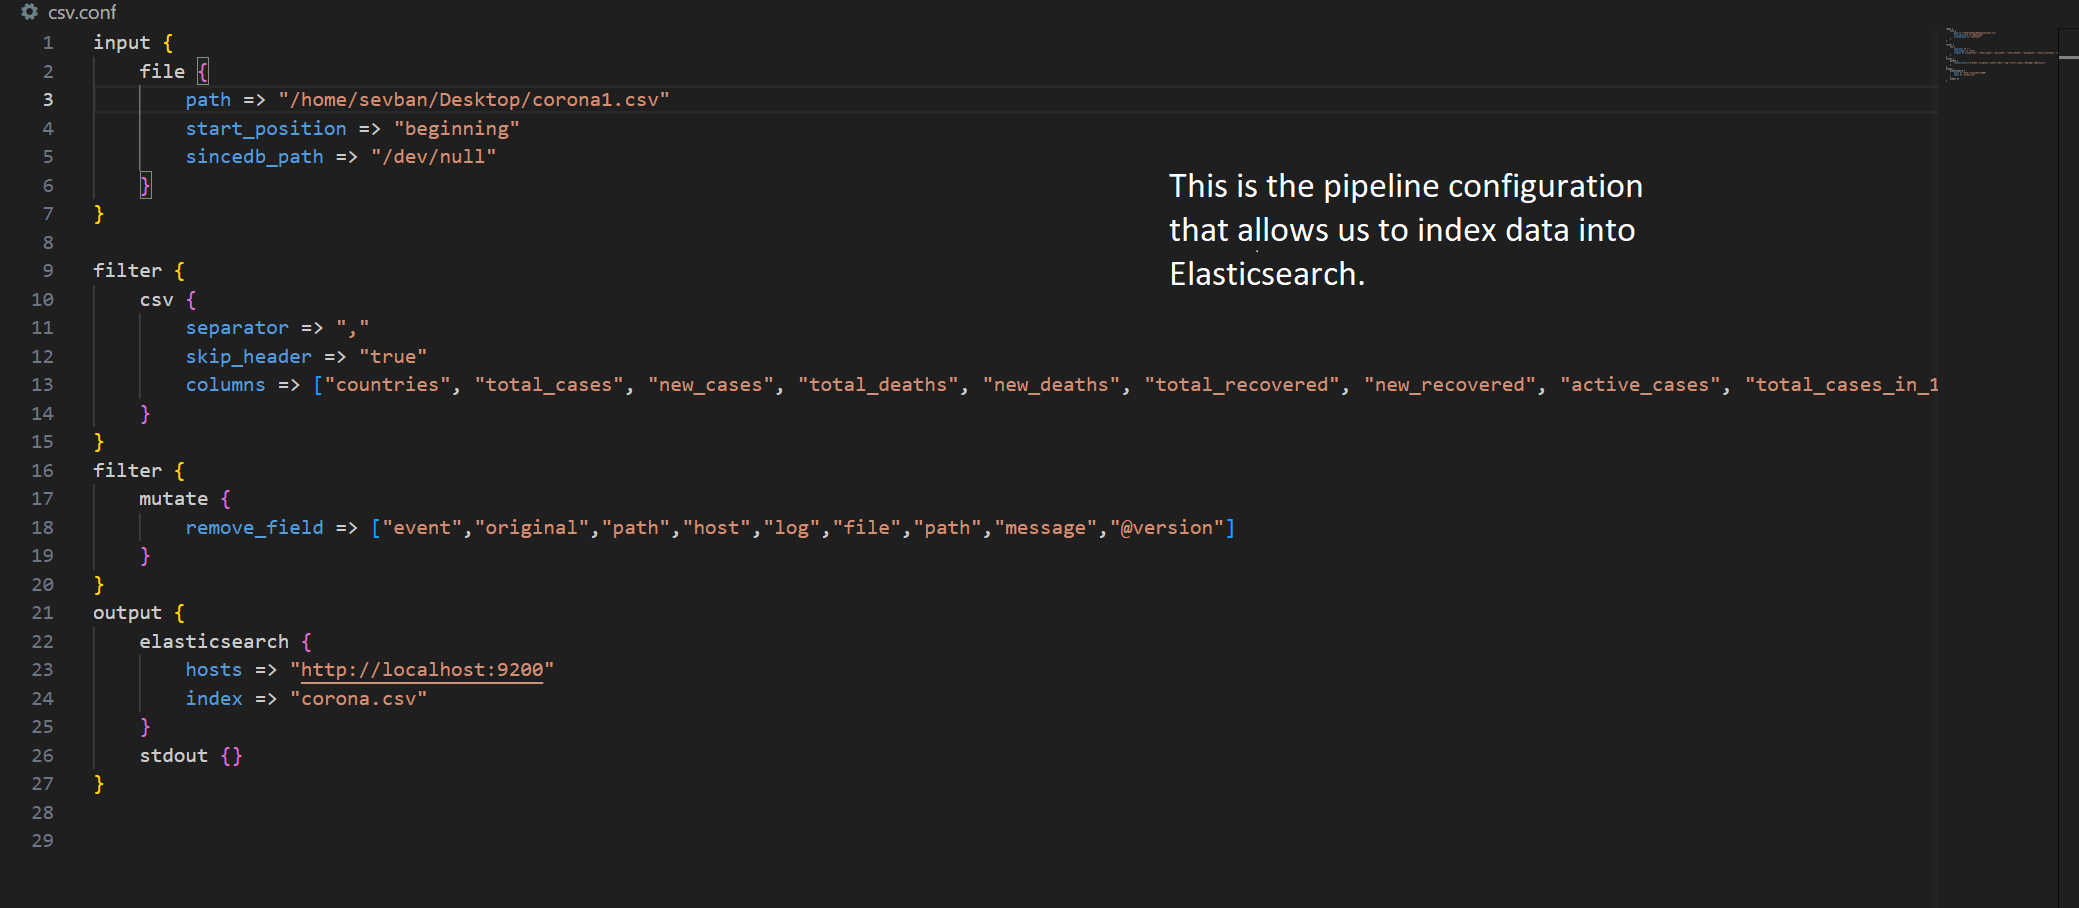 csv.conf
1 input {
2 file {
3 path => "/home/sevban/Desktop/corona1.csv"
4 start_position => "beginning"
5 sincedb_path => "/dev/null"
6 }
7 }
8
9 filter {
10 csv {
11 separator => ","
12 skip_header => "true"
13 columns => ["countries", "total_cases", "new_cases", "total_deaths", "new_deaths", "total_recovered", "new_recovered", "active_cases", "total_cases_in_1
14 }
15 }
16 filter {
17 mutate {
18 remove_field => ["event","original","path","host","log","file","path","message","@version"]
19 }
20 }
21 output {
22 elasticsearch {
23 hosts => "http://localhost:9200"
24 index => "corona.csv"
25 }
26 stdout {}
27 }
28
29
This is the pipeline configuration
that allows us to index data into
Elasticsearch.